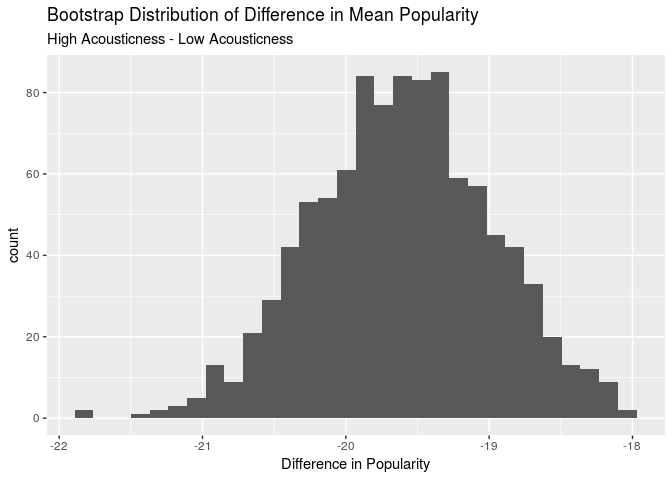 Bootstrap Distribution of Difference in Mean Popularity
High Acousticness - Low Acousticness
80
60
40
20
0
count
-22
-21
-20
-19
-18
Difference in Popularity